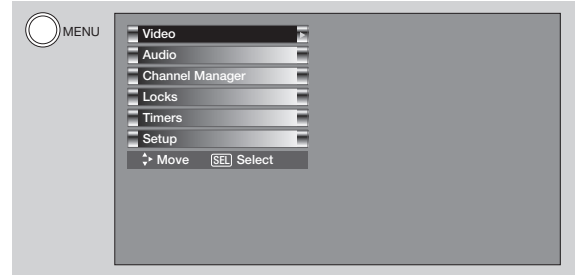 MENU
Video
Audio
Channel Manager
Locks
Timers
Setup
Move SEL Select